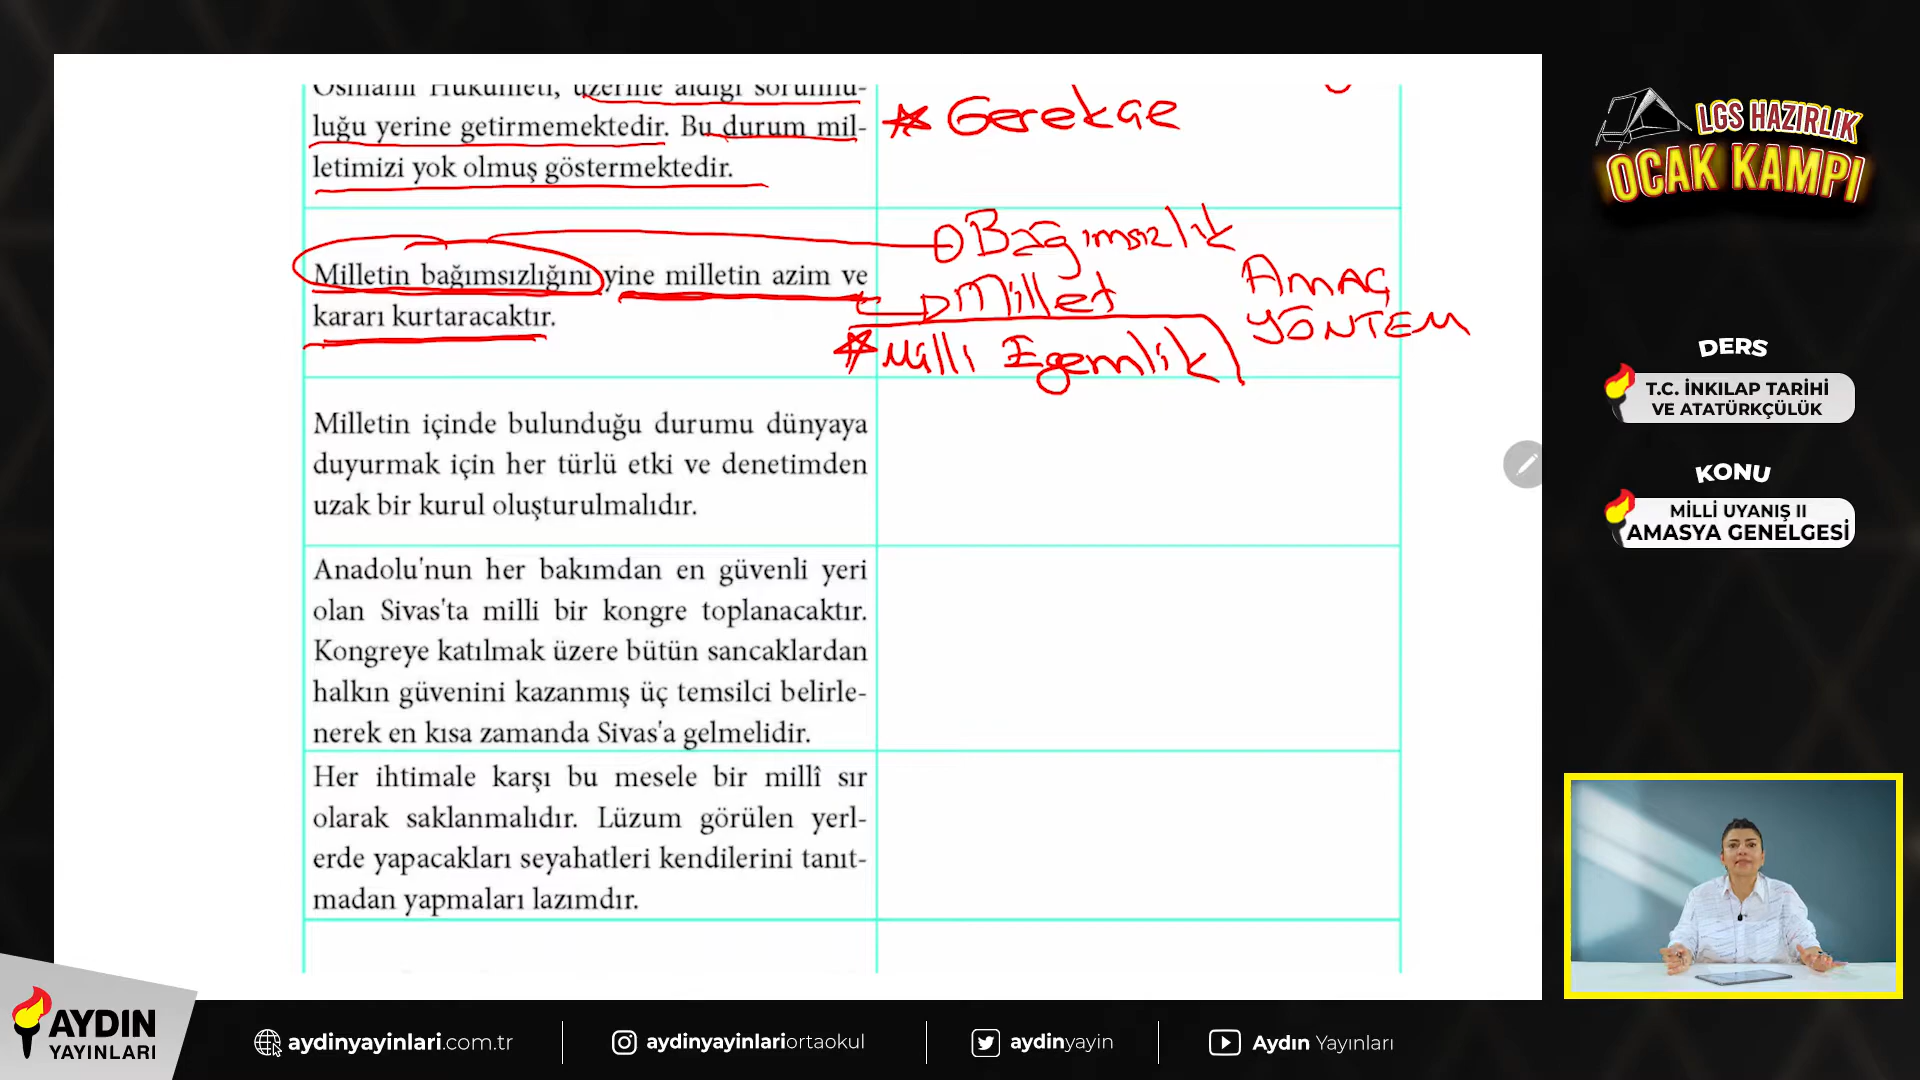 Osmanlı Hükûmeti, üzerine aldığı sorumlu-
luğu yerine getirmemektedir. Bu durum mil-
letimizi yok olmuş göstermektedir.
Gerekçe
Milletin bağımsızlığını yine milletin azim ve
kararı kurtaracaktır.
Bağımsızlık
Millet
Milli Egemlik
AMAÇ
YÖNTEM
Milletin içinde bulunduğu durumu dünyaya
duyurmak için her türlü etki ve denetimden
uzak bir kurul oluşturulmalıdır.
Anadolu'nun her bakımdan en güvenli yeri
olan Sivas'ta milli bir kongre toplanacaktır.
Kongreye katılmak üzere bütün sancaklardan
halkın güvenini kazanmış üç temsilci belirle-
nerek en kısa zamanda Sivas'a gelmelidir.
Her ihtimale karşı bu mesele bir millî sır
olarak saklanmalıdır. Lüzum görülen yerl-
erde yapacakları seyahatleri kendilerini tanıt-
madan yapmaları lazımdır.
LGS HAZIRLIK
OCAK KAMPI
DERS
T.C. İNKILAP TARİHİ
VE ATATÜRKÇÜLÜK
KONU
MİLLİ UYANIŞ II
AMASYA GENELGESİ
AYDIN
YAYINLARI
aydinyayinlari.com.tr
aydinyayinlariortaokul
aydinyayin
Aydın Yayınları